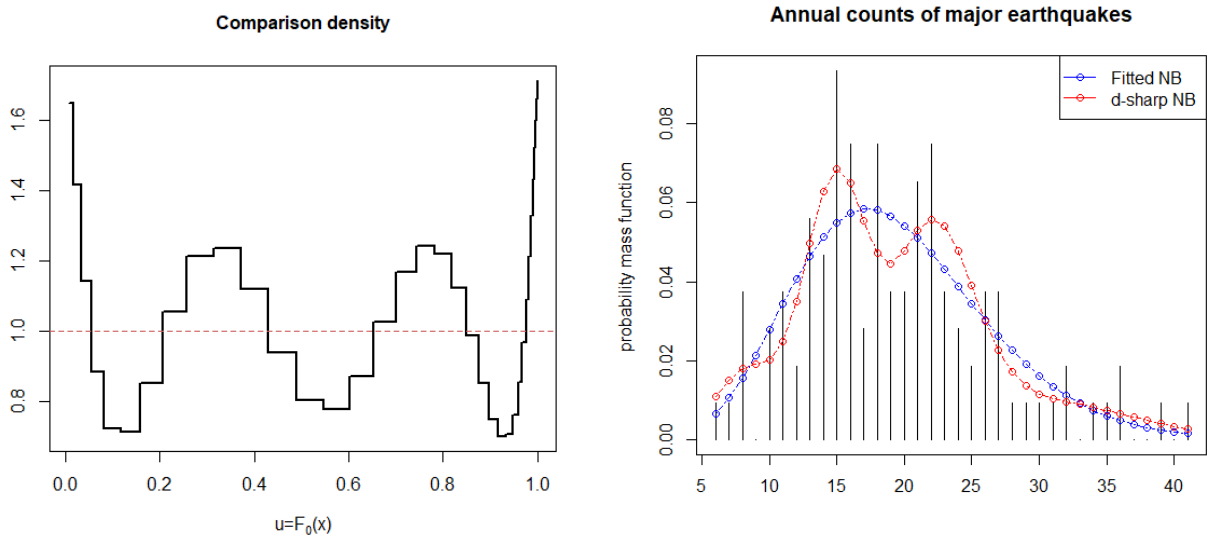 Comparison density
1.6
1.4
1.2
1.0
0.8
0.0 0.2 0.4 0.6 0.8 1.0
u=F₀(x)
Annual counts of major earthquakes
Fitted NB
d-sharp NB
probability mass function
0.08
0.06
0.04
0.02
0.00
5 10 15 20 25 30 35 40